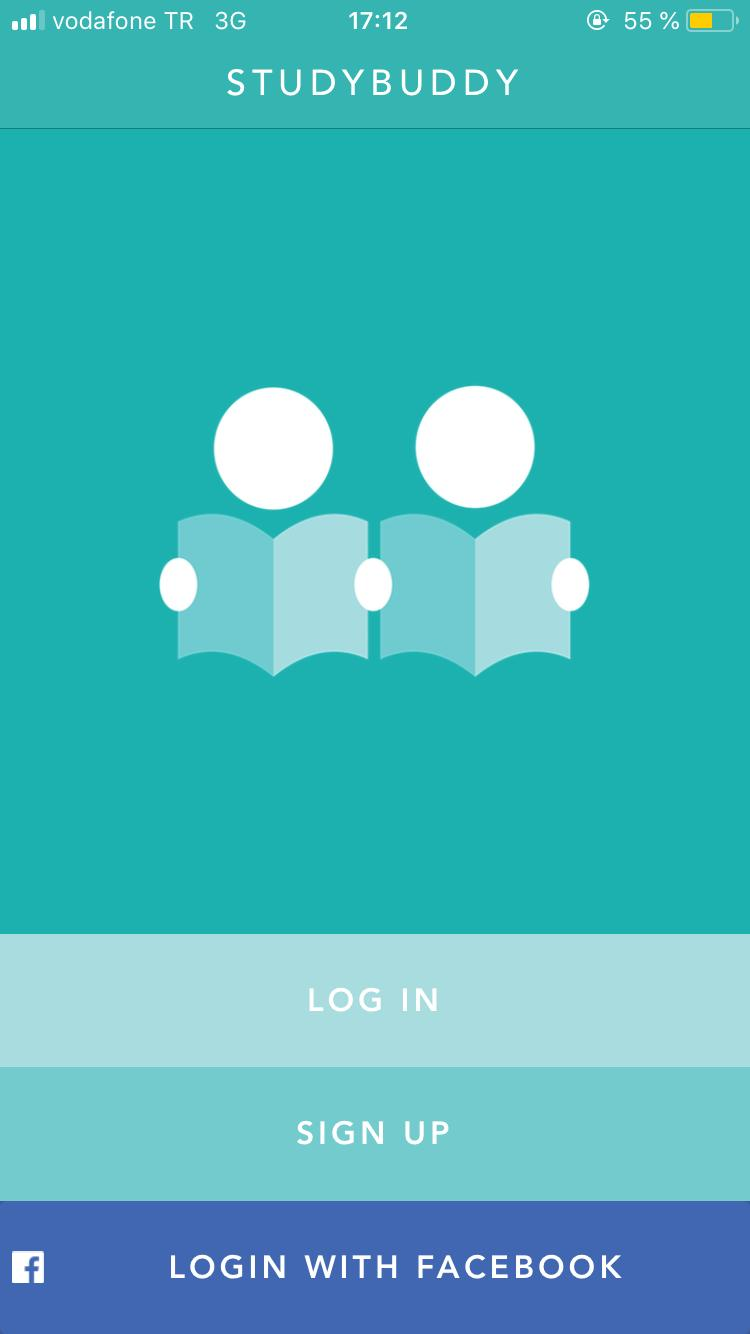 vodafone TR 3G 17:12 55 %
STUDYBUDDY
LOG IN
SIGN UP
f LOGIN WITH FACEBOOK